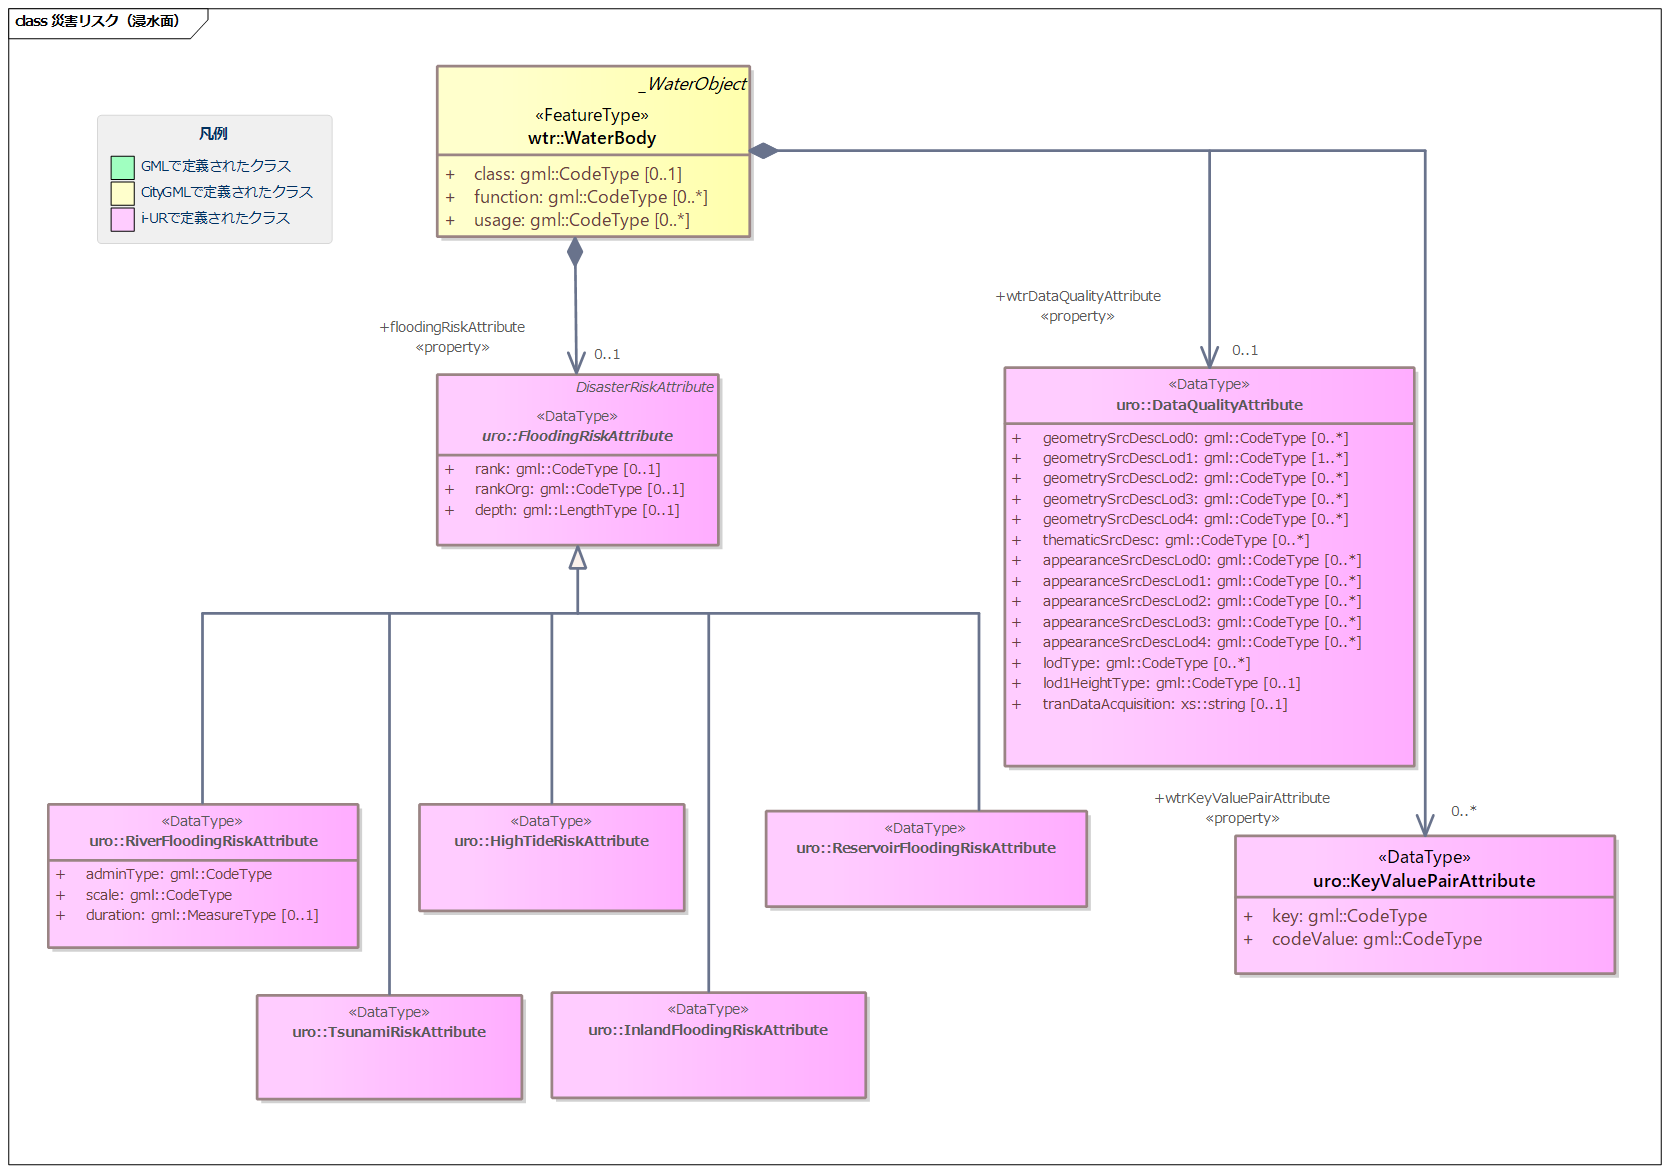 class 災害リスク（浸水面）
凡例
GMLで定義されたクラス
CityGMLで定義されたクラス
i-URで定義されたクラス
_WaterObject
«FeatureType»
wtr::WaterBody
+ class: gml::CodeType [0..1]
+ function: gml::CodeType [0..*]
+ usage: gml::CodeType [0..*]
+floodingRiskAttribute
«property»
0..1
+wtrDataQualityAttribute
«property»
0..1
DisasterRiskAttribute
«DataType»
uro::FloodingRiskAttribute
+ rank: gml::CodeType [0..1]
+ rankOrg: gml::CodeType [0..1]
+ depth: gml::LengthType [0..1]
«DataType»
uro::DataQualityAttribute
+ geometrySrcDescLod0: gml::CodeType [0..*]
+ geometrySrcDescLod1: gml::CodeType [1..*]
+ geometrySrcDescLod2: gml::CodeType [0..*]
+ geometrySrcDescLod3: gml::CodeType [0..*]
+ geometrySrcDescLod4: gml::CodeType [0..*]
+ thematicSrcDesc: gml::CodeType [0..*]
+ appearanceSrcDescLod0: gml::CodeType [0..*]
+ appearanceSrcDescLod1: gml::CodeType [0..*]
+ appearanceSrcDescLod2: gml::CodeType [0..*]
+ appearanceSrcDescLod3: gml::CodeType [0..*]
+ appearanceSrcDescLod4: gml::CodeType [0..*]
+ lodType: gml::CodeType [0..*]
+ lod1HeightType: gml::CodeType [0..1]
+ tranDataAcquisition: xs::string [0..1]
+wtrKeyValuePairAttribute
«property»
0..*
«DataType»
uro::RiverFloodingRiskAttribute
+ adminType: gml::CodeType
+ scale: gml::CodeType
+ duration: gml::MeasureType [0..1]
«DataType»
uro::HighTideRiskAttribute
«DataType»
uro::ReservoirFloodingRiskAttribute
«DataType»
uro::KeyValuePairAttribute
+ key: gml::CodeType
+ codeValue: gml::CodeType
«DataType»
uro::TsunamiRiskAttribute
«DataType»
uro::InlandFloodingRiskAttribute